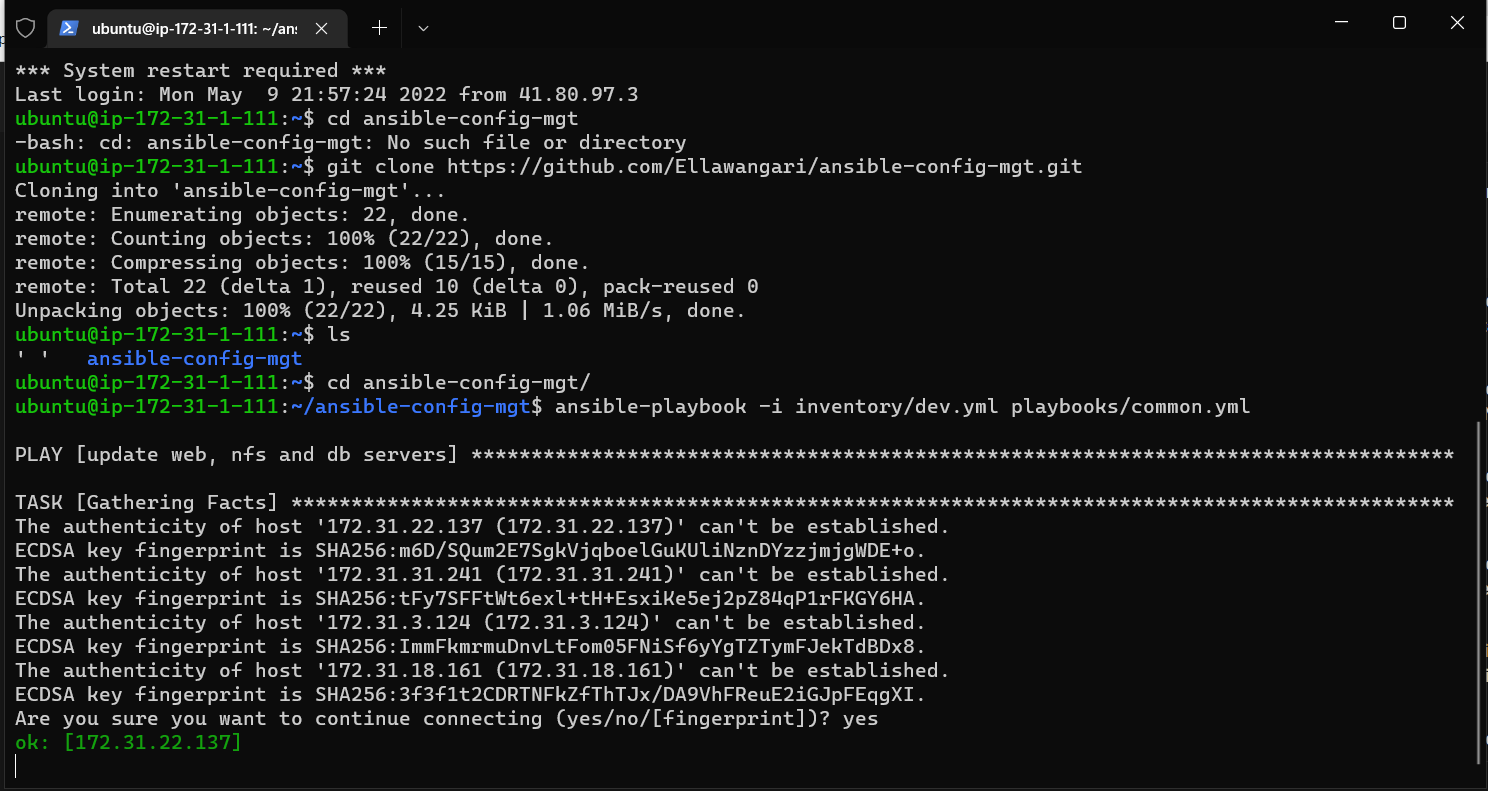 ubuntu@ip-172-31-1-111: ~/ans
*** System restart required ***
Last login: Mon May  9 21:57:24 2022 from 41.80.97.3
ubuntu@ip-172-31-1-111:~$ cd ansible-config-mgt
-bash: cd: ansible-config-mgt: No such file or directory
ubuntu@ip-172-31-1-111:~$ git clone https://github.com/Ellawangari/ansible-config-mgt.git
Cloning into 'ansible-config-mgt'...
remote: Enumerating objects: 22, done.
remote: Counting objects: 100% (22/22), done.
remote: Compressing objects: 100% (15/15), done.
remote: Total 22 (delta 1), reused 10 (delta 0), pack-reused 0
Unpacking objects: 100% (22/22), 4.25 KiB | 1.06 MiB/s, done.
ubuntu@ip-172-31-1-111:~$ ls
' '   ansible-config-mgt
ubuntu@ip-172-31-1-111:~$ cd ansible-config-mgt/
ubuntu@ip-172-31-1-111:~/ansible-config-mgt$ ansible-playbook -i inventory/dev.yml playbooks/common.yml
PLAY [update web, nfs and db servers] **********************************************************************************
TASK [Gathering Facts] *************************************************************************************************
The authenticity of host '172.31.22.137 (172.31.22.137)' can't be established.
ECDSA key fingerprint is SHA256:m6D/SQum2E7SgkVjqboelGuKUliNznDYzzjmjgWDE+o.
The authenticity of host '172.31.31.241 (172.31.31.241)' can't be established.
ECDSA key fingerprint is SHA256:tFy7SFFtWt6exl+tH+EsxiKe5ej2pZ84qP1rFKGY6HA.
The authenticity of host '172.31.3.124 (172.31.3.124)' can't be established.
ECDSA key fingerprint is SHA256:ImmFkmrmuDnvLtFom05FNiSf6yYgTZTymFJekTdBDx8.
The authenticity of host '172.31.18.161 (172.31.18.161)' can't be established.
ECDSA key fingerprint is SHA256:3f3f1t2CDRTNFkZfThTJx/DA9VhFReuE2iGJpFEqgXI.
Are you sure you want to continue connecting (yes/no/[fingerprint])? yes
ok: [172.31.22.137]